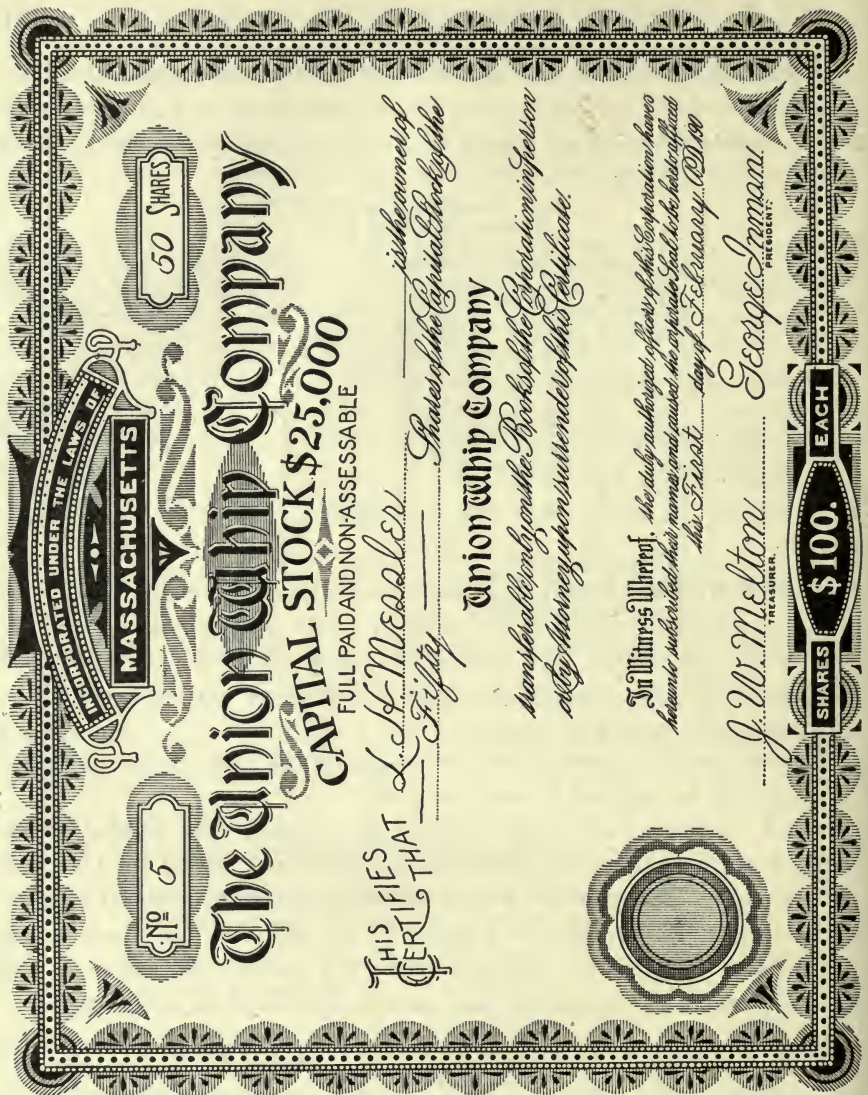 INCORPORATED UNDER THE LAWS OF
MASSACHUSETTS
No 5
50 SHARES
The Union Whip Company
CAPITAL STOCK $25,000
FULL PAID AND NON-ASSESSABLE
THIS CERTIFIES THAT L. H. Messler is the owner of
Fifty Shares of the Capital Stock of the
Union Whip Company
transferable only on the Books of the Corporation in person
or by Attorney upon surrender of this Certificate.
In Witness Whereof, the duly authorized officers of this Corporation have
hereunto subscribed their names and caused the corporate Seal to be hereto affixed
this First day of February A.D. 190
J. W. Melton George Inman.
TREASURER. PRESIDENT.
SHARES $100. EACH